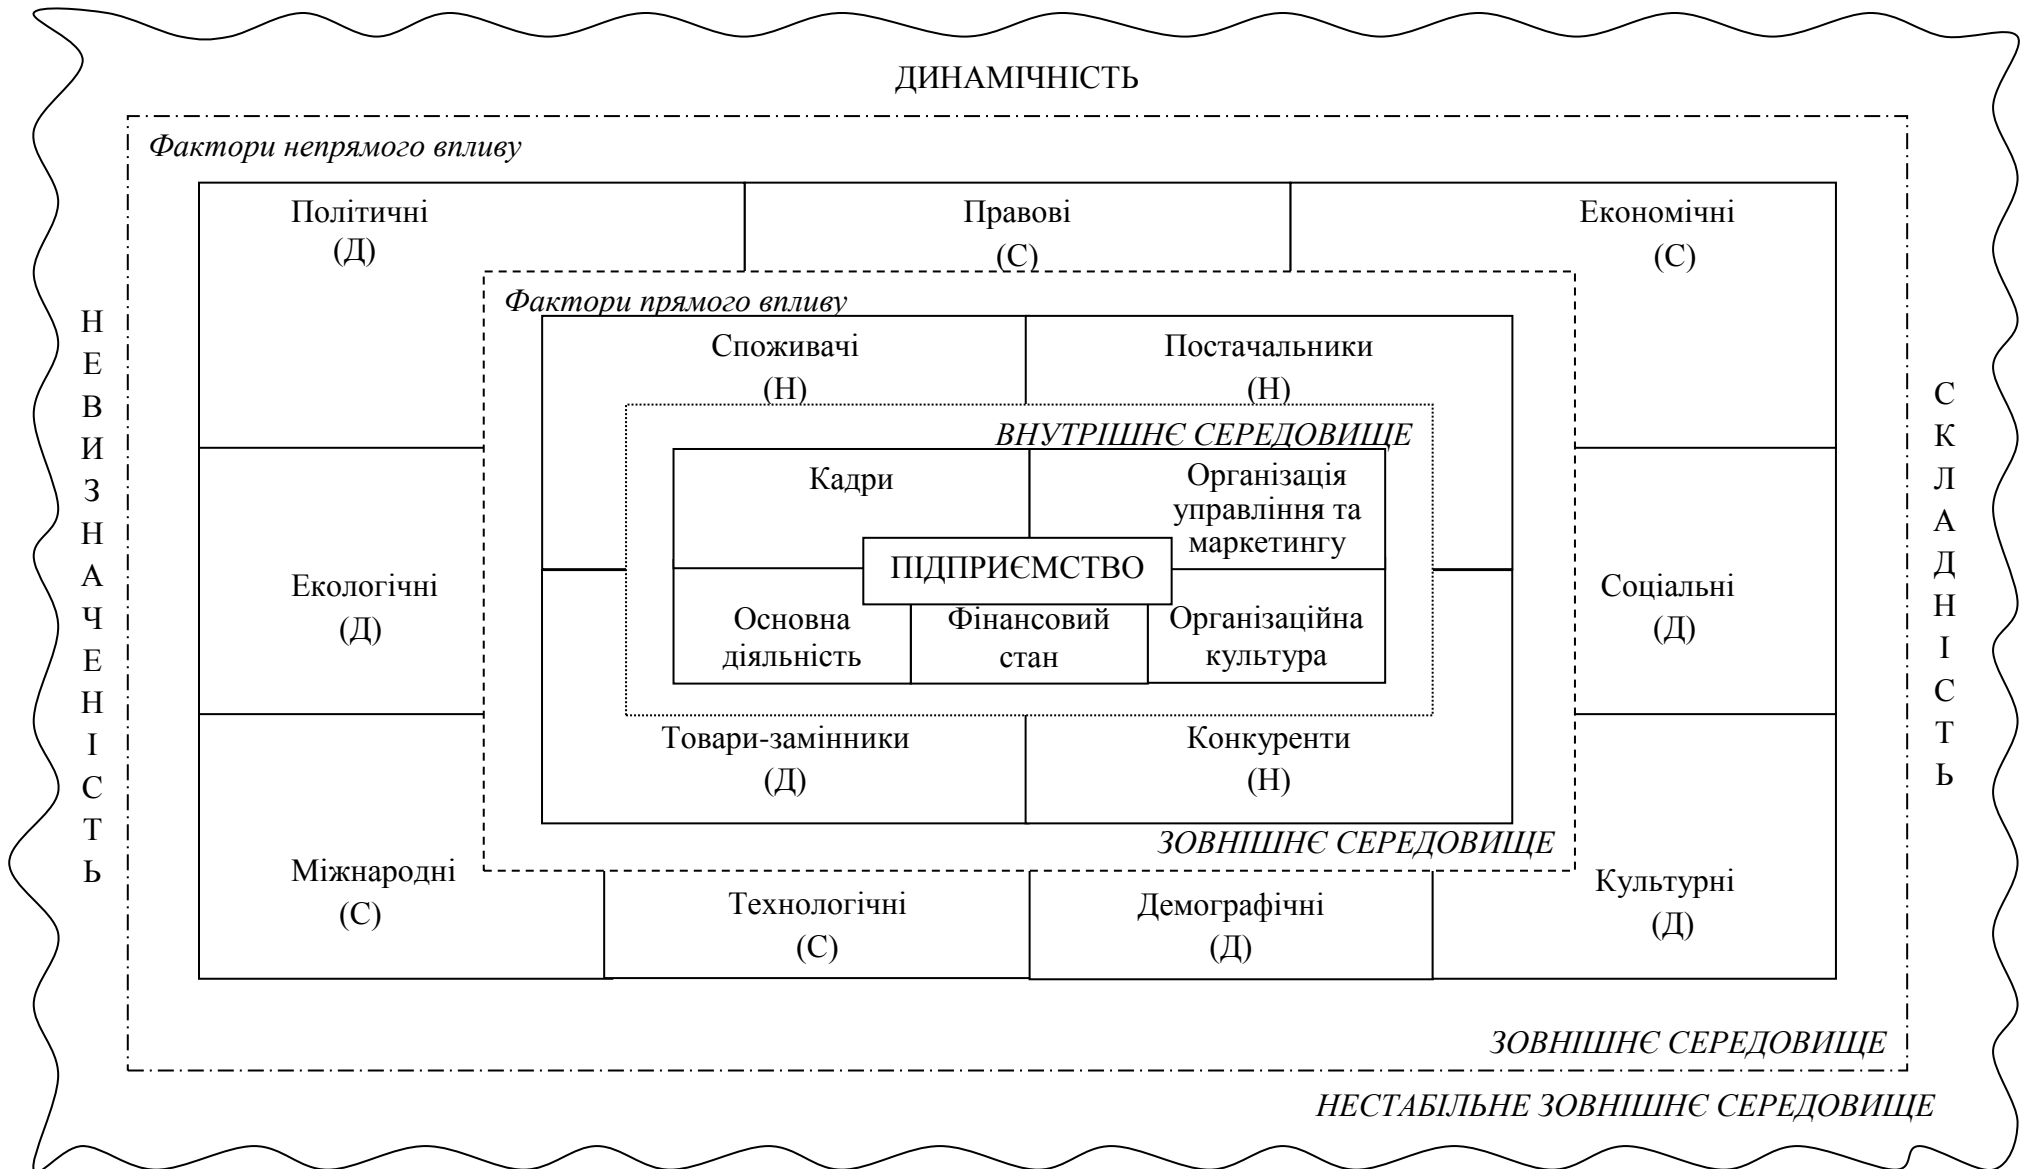 ДИНАМІЧНІСТЬ
Фактори непрямого впливу
Політичні
(Д)
Правові
(С)
Економічні
(С)
НЕВИЗНАЧЕНІСТЬ
Фактори прямого впливу
Споживачі
(Н)
Постачальники
(Н)
ВНУТРІШНЄ СЕРЕДОВИЩЕ
Кадри
Організація
управління та
маркетингу
ПІДПРИЄМСТВО
Основна
діяльність
Фінансовий
стан
Організаційна
культура
Екологічні
(Д)
Соціальні
(Д)
СКЛАДНІСТЬ
Товари-замінники
(Д)
Конкуренти
(Н)
ЗОВНІШНЄ СЕРЕДОВИЩЕ
Міжнародні
(С)
Технологічні
(С)
Демографічні
(Д)
Культурні
(Д)
ЗОВНІШНЄ СЕРЕДОВИЩЕ
НЕСТАБІЛЬНЕ ЗОВНІШНЄ СЕРЕДОВИЩЕ